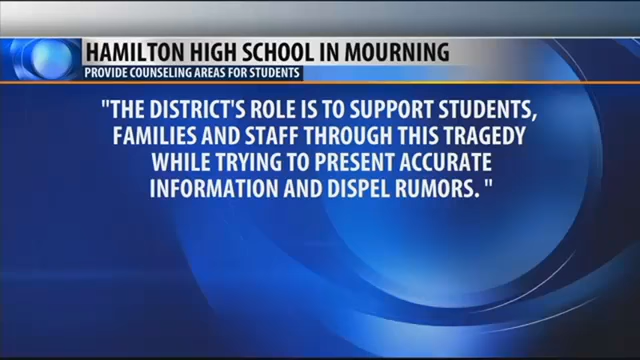 HAMILTON HIGH SCHOOL IN MOURNING
PROVIDE COUNSELING AREAS FOR STUDENTS
"THE DISTRICT'S ROLE IS TO SUPPORT STUDENTS,
FAMILIES AND STAFF THROUGH THIS TRAGEDY
WHILE TRYING TO PRESENT ACCURATE
INFORMATION AND DISPEL RUMORS. "